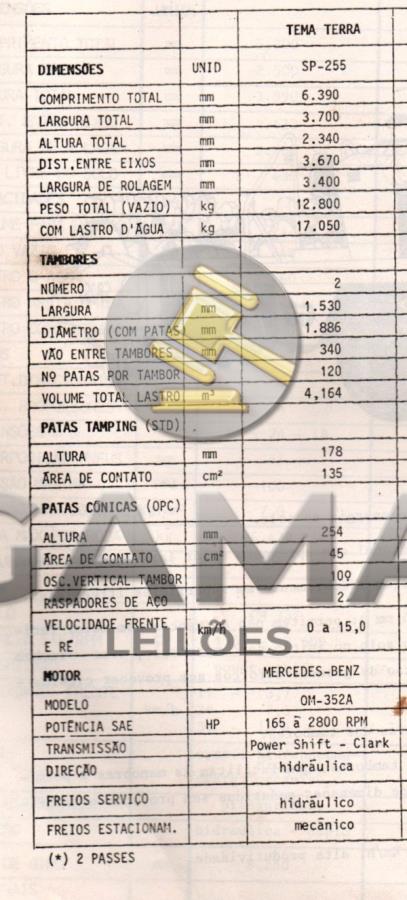 TEMA TERRA
DIMENSÕES UNID SP-255
COMPRIMENTO TOTAL mm 6.390
LARGURA TOTAL mm 3.700
ALTURA TOTAL mm 2.340
DIST,ENTRE EIXOS mm 3.670
LARGURA DE ROLAGEM mm 3.400
PESO TOTAL (VAZIO) kg 12.800
COM LASTRO D'ÁGUA kg 17.050
TAMBORES
NÚMERO 2
LARGURA mm 1.530
DIÂMETRO (COM PATAS) mm 1.886
VÃO ENTRE TAMBORES mm 340
Nº PATAS POR TAMBOR 120
VOLUME TOTAL LASTRO m³ 4,164
PATAS TAMPING (STD)
ALTURA mm 178
ÁREA DE CONTATO cm² 135
PATAS CÔNICAS (OPC)
GAMA
ALTURA mm 254
ÁREA DE CONTATO cm² 45
OSC.VERTICAL TAMBOR 10º
RASPADORES DE AÇO 2
VELOCIDADE FRENTE km/h 0 a 15,0
E RE
LEILÕES
MOTOR MERCEDES-BENZ
MODELO OM-352A
POTÊNCIA SAE HP 165 ã 2800 RPM
TRANSMISSÃO Power Shift - Clark
DIREÇÃO hidráulica
FREIOS SERVIÇO hidráulico
FREIOS ESTACIONAM. mecânico
(*) 2 PASSES